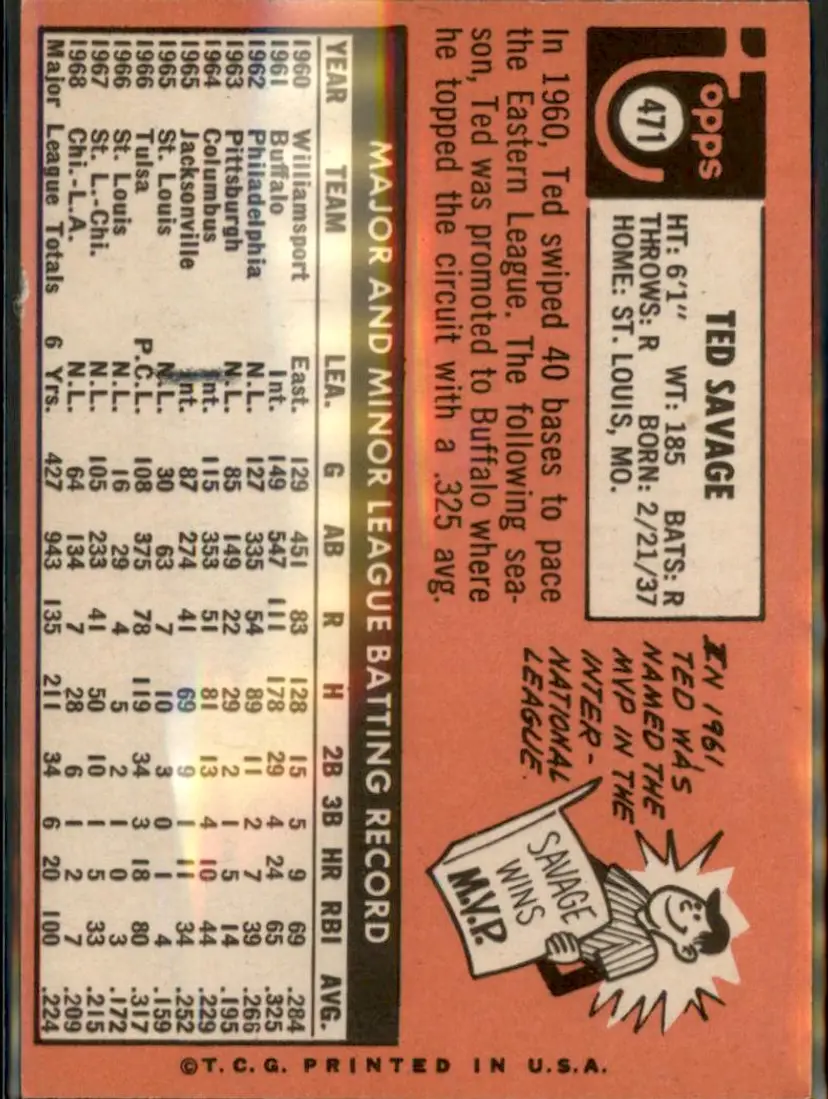 Topps
471
TED SAVAGE
HT: 6'1" WT: 185 BATS: R
THROWS: R BORN: 2/21/37
HOME: ST. LOUIS, MO.
In 1960, Ted swiped 40 bases to pace
the Eastern League. The following sea-
son, Ted was promoted to Buffalo where
he topped the circuit with a .325 avg.
IN 1961
TED WAS
NAMED THE
MVP IN THE
INTER-
NATIONAL
LEAGUE.
SAVAGE
WINS
M.V.P.
MAJOR AND MINOR LEAGUE BATTING RECORD
YEAR TEAM LEA. G AB R H 2B 3B HR RBI AVG.
1960 Williamsport East. 129 451 83 128 15 5 9 69 .284
1961 Buffalo Int. 149 547 111 178 29 4 24 65 .325
1962 Philadelphia N.L. 127 335 54 89 11 2 7 39 .266
1963 Pittsburgh N.L. 85 149 22 29 2 1 5 14 .195
1964 Columbus Int. 115 353 51 81 13 4 10 44 .229
1965 Jacksonville Int. 87 274 41 69 9 1 11 34 .252
1965 St. Louis N.L. 30 63 7 10 3 0 1 4 .159
1966 Tulsa P.C.L. 108 375 78 119 34 3 18 80 .317
1966 St. Louis N.L. 16 29 4 5 2 1 0 3 .172
1967 St. L.-Chi. N.L. 105 233 41 50 10 1 5 33 .215
1968 Chi.-L.A. N.L. 64 134 7 28 6 1 2 7 .209
Major League Totals 6 Yrs. 427 943 135 211 34 6 20 100 .224
©T.C.G. PRINTED IN U.S.A.